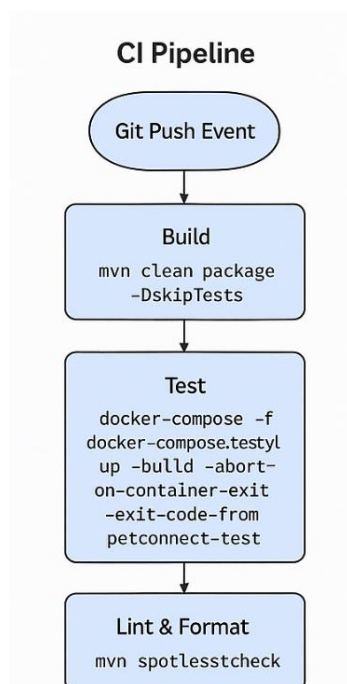 CI Pipeline
Git Push Event
Build
mvn clean package
-DskipTests
Test
docker-compose -f
docker-compose.testyl
up -bulld -abort-
on-container-exit
-exit-code-from
petconnect-test
Lint & Format
mvn spotlesstcheck